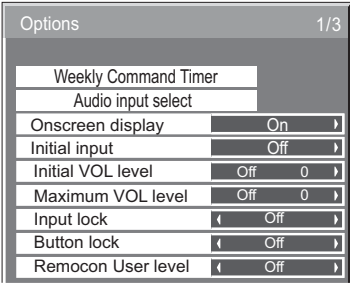 Options 1/3
Weekly Command Timer
Audio input select
Onscreen display On
Initial input Off
Initial VOL level Off 0
Maximum VOL level Off 0
Input lock Off
Button lock Off
Remocon User level Off